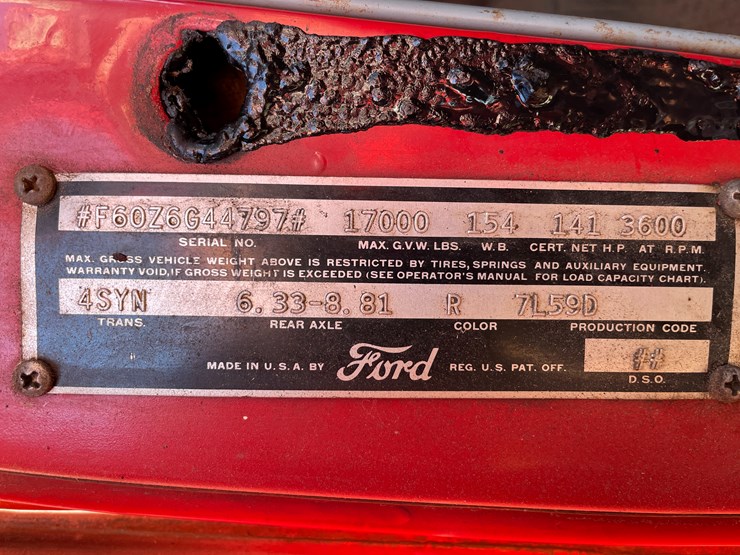 #F60Z6G44797# 17000 154 141 3600
SERIAL NO. MAX. G.V.W. LBS. W.B. CERT. NET H.P. AT R.P.M.
MAX. GROSS VEHICLE WEIGHT ABOVE IS RESTRICTED BY TIRES, SPRINGS AND AUXILIARY EQUIPMENT.
WARRANTY VOID, IF GROSS WEIGHT IS EXCEEDED (SEE OPERATOR'S MANUAL FOR LOAD CAPACITY CHART).
4SYN 6.33-8.81 R 7L59D
TRANS. REAR AXLE COLOR PRODUCTION CODE
##
MADE IN U.S.A. BY Ford REG. U.S. PAT. OFF.
D.S.O.